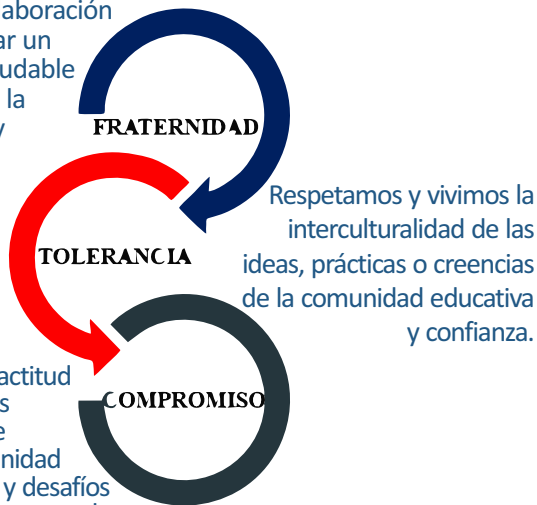 aboración
ar un
udable
la
FRATERNIDAD
Respetamos y vivimos la
interculturalidad de las
TOLERANCIA
ideas, prácticas o creencias
de la comunidad educativa
y confianza.
actitud
s
COMPROMISO
e
nidad
y desafíos